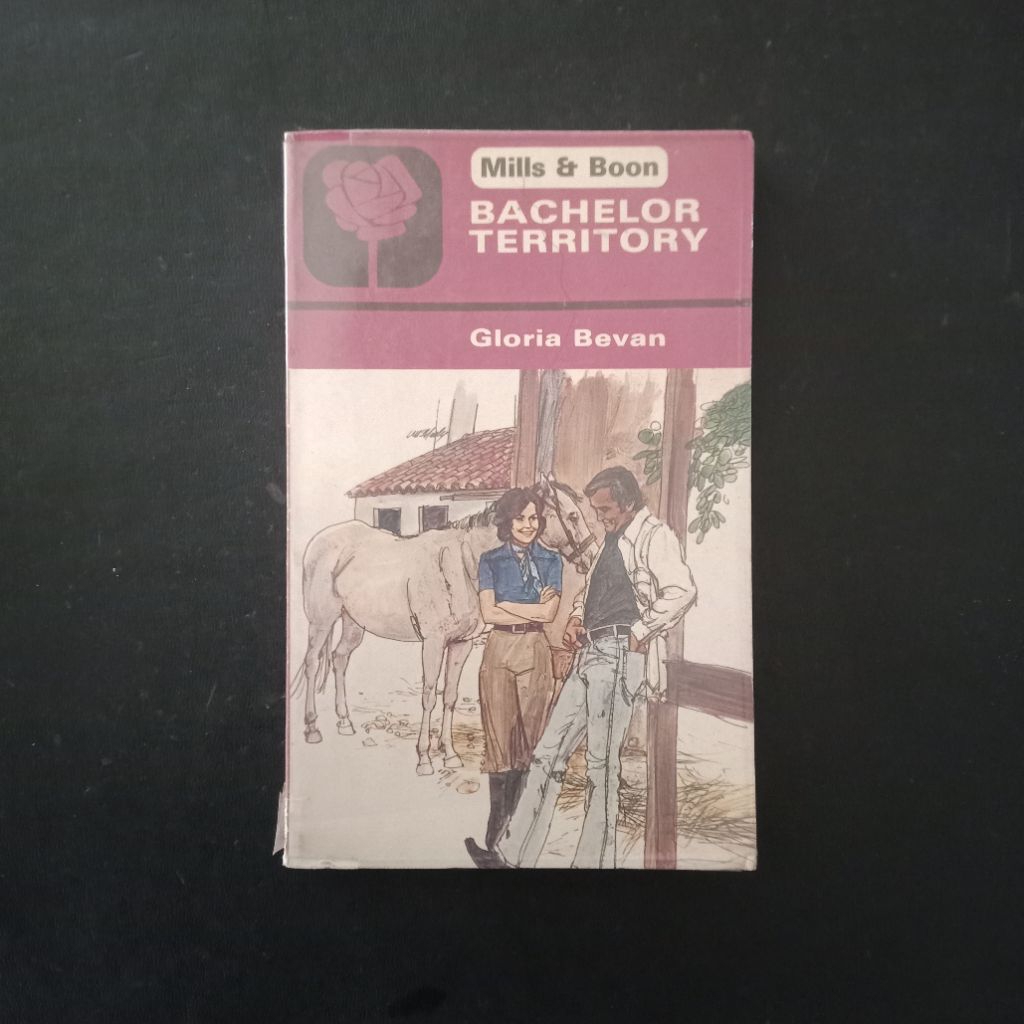 Mills & Boon
BACHELOR
TERRITORY
Gloria Bevan